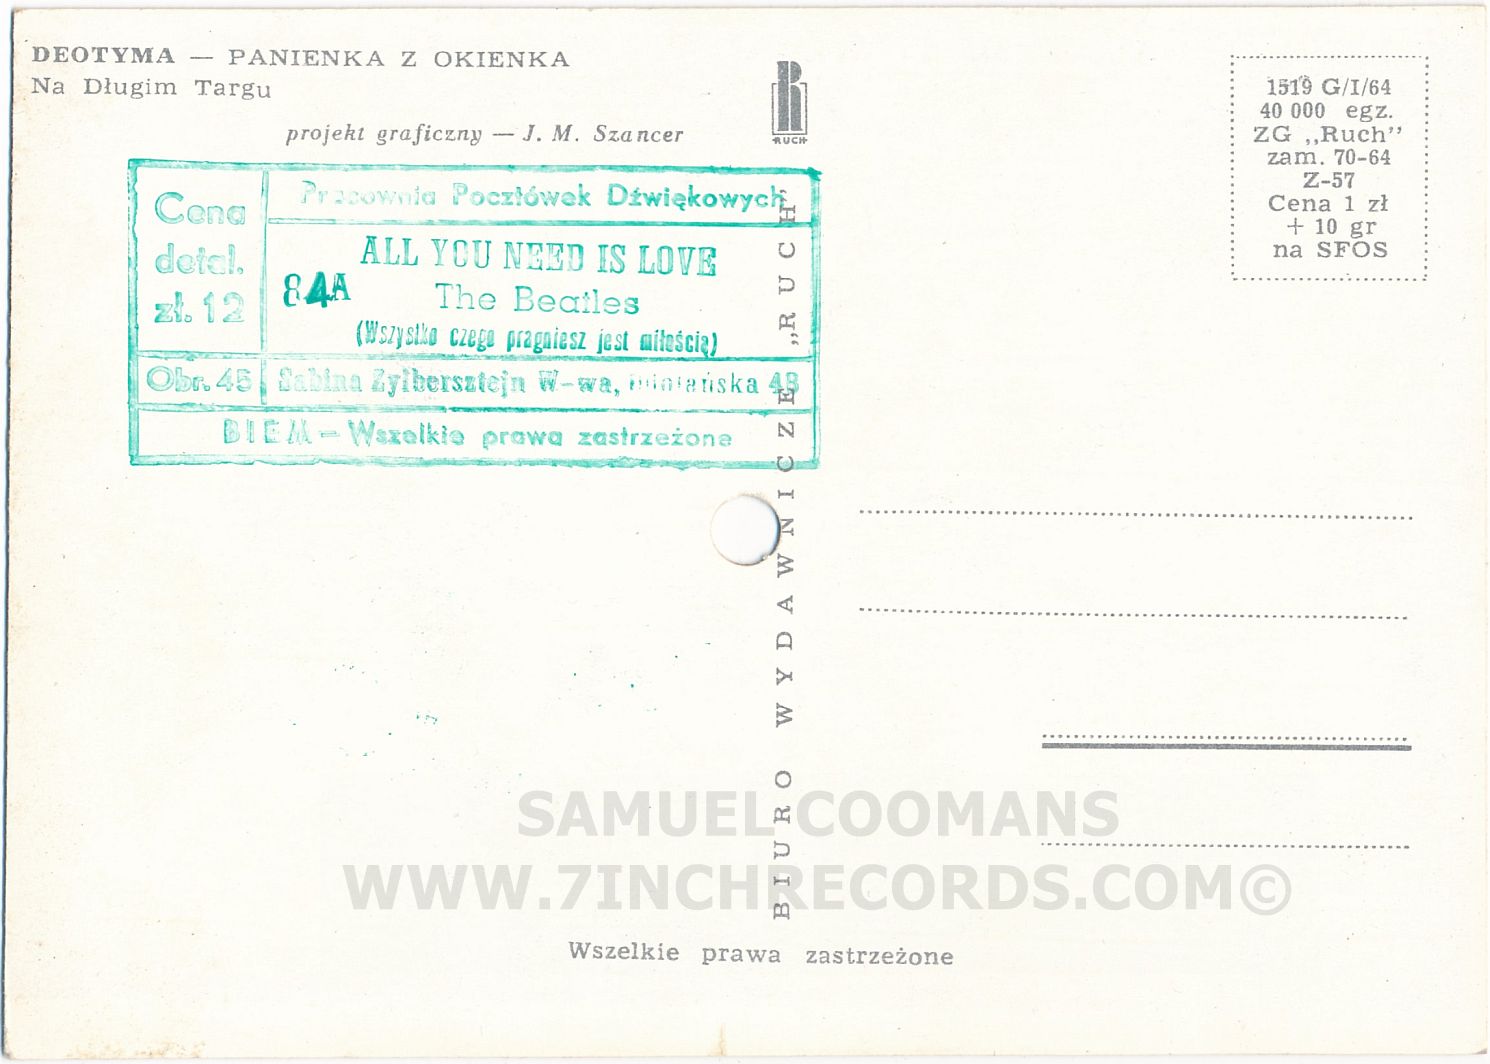 DEOTYMA — PANIENKA Z OKIENKA
Na Długim Targu
projekt graficzny — J. M. Szancer
RUCH
1519 G/I/64
40 000 egz.
ZG „Ruch”
zam. 70-64
Z-57
Cena 1 zł
+ 10 gr
na SFOS
Cena
detal.
zł. 12
Pracownia Pocztówek Dźwiękowych
ALL YOU NEED IS LOVE
84A
The Beatles
(Wszystko czego pragniesz jest miłością)
Obr. 45
Sabina Zylbersztejn W-wa, 48
BIEM — Wszelkie prawa zastrzeżone
BIURO WYDAWNICZE „RUCH”
SAMUEL COOMANS
WWW.7INCHRECORDS.COM©
Wszelkie prawa zastrzeżone